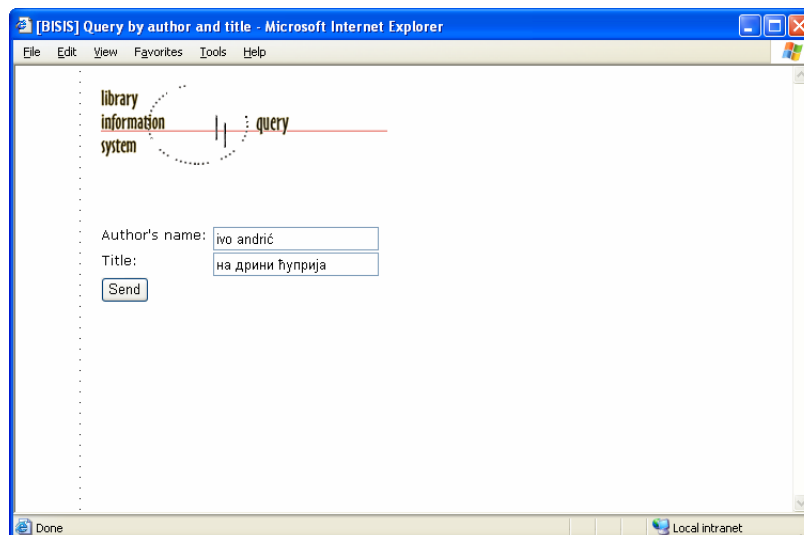 [BISIS] Query by author and title - Microsoft Internet Explorer
File Edit View Favorites Tools Help
library
information query
system
Author's name: ivo andrić
Title: на дрини ћуприја
Send
Done Local intranet